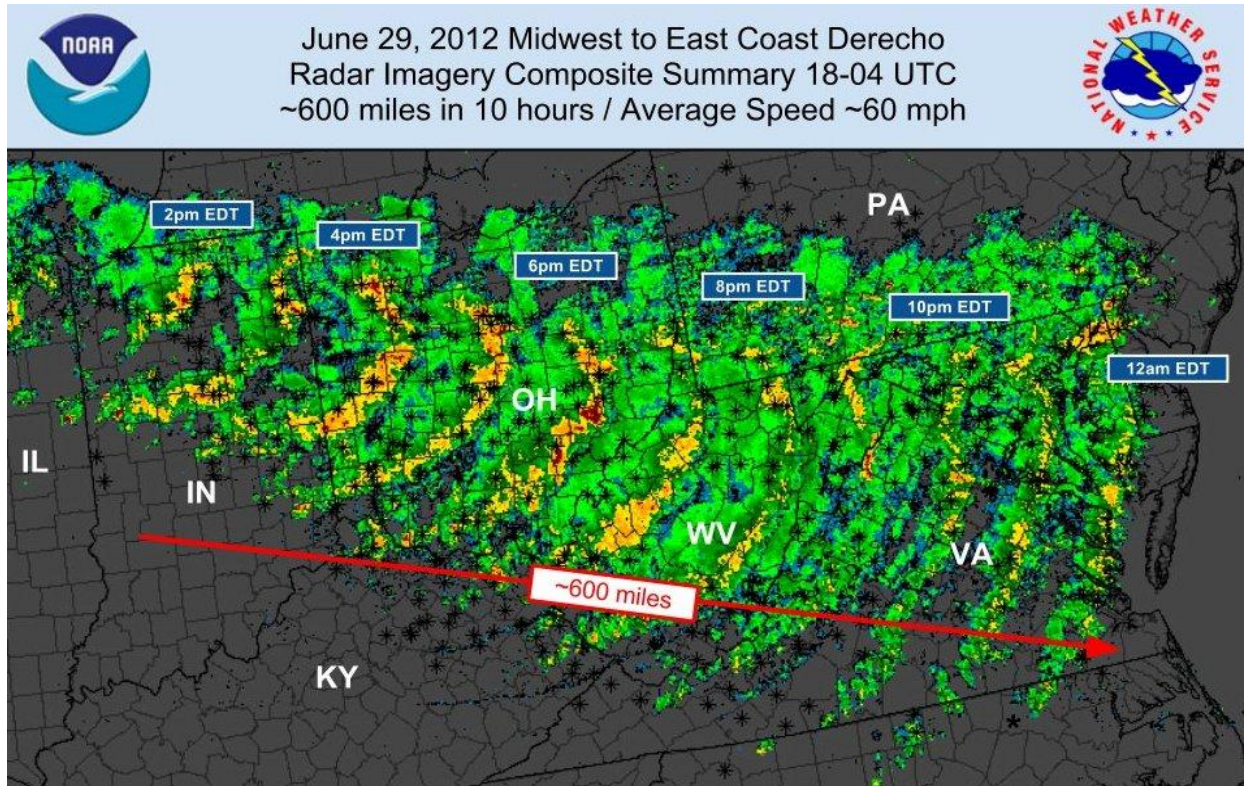 NOAA
June 29, 2012 Midwest to East Coast Derecho
Radar Imagery Composite Summary 18-04 UTC
~600 miles in 10 hours / Average Speed ~60 mph
NATIONAL WEATHER SERVICE
PA
2pm EDT
4pm EDT
6pm EDT
8pm EDT
10pm EDT
12am EDT
OH
IL
IN
WV
VA
~600 miles
KY